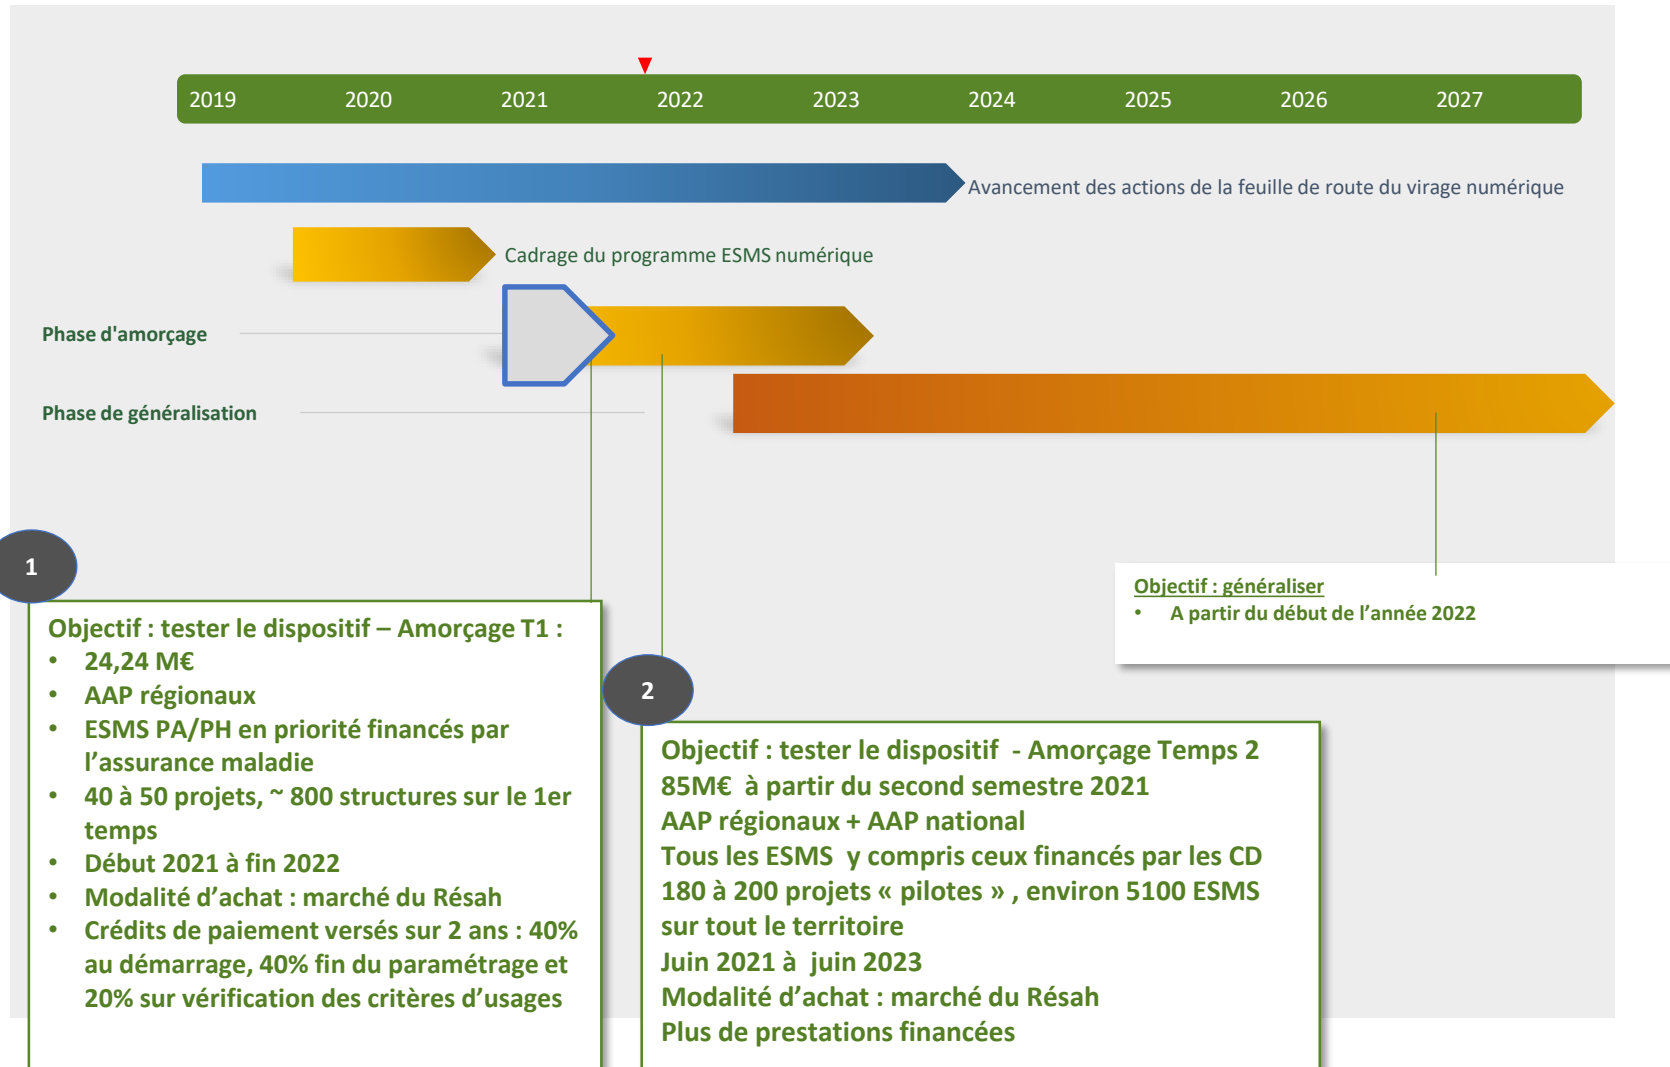 2019 2020 2021 2022 2023 2024 2025 2026 2027
Avancement des actions de la feuille de route du virage numérique
Cadrage du programme ESMS numérique
Phase d'amorçage
Phase de généralisation
1
Objectif : tester le dispositif – Amorçage T1 :
• 24,24 M€
• AAP régionaux
• ESMS PA/PH en priorité financés par
l’assurance maladie
• 40 à 50 projets, ~ 800 structures sur le 1er
temps
• Début 2021 à fin 2022
• Modalité d’achat : marché du Résah
• Crédits de paiement versés sur 2 ans : 40%
au démarrage, 40% fin du paramétrage et
20% sur vérification des critères d’usages
2
Objectif : tester le dispositif - Amorçage Temps 2
85M€ à partir du second semestre 2021
AAP régionaux + AAP national
Tous les ESMS y compris ceux financés par les CD
180 à 200 projets « pilotes » , environ 5100 ESMS
sur tout le territoire
Juin 2021 à juin 2023
Modalité d’achat : marché du Résah
Plus de prestations financées
Objectif : généraliser
• A partir du début de l’année 2022